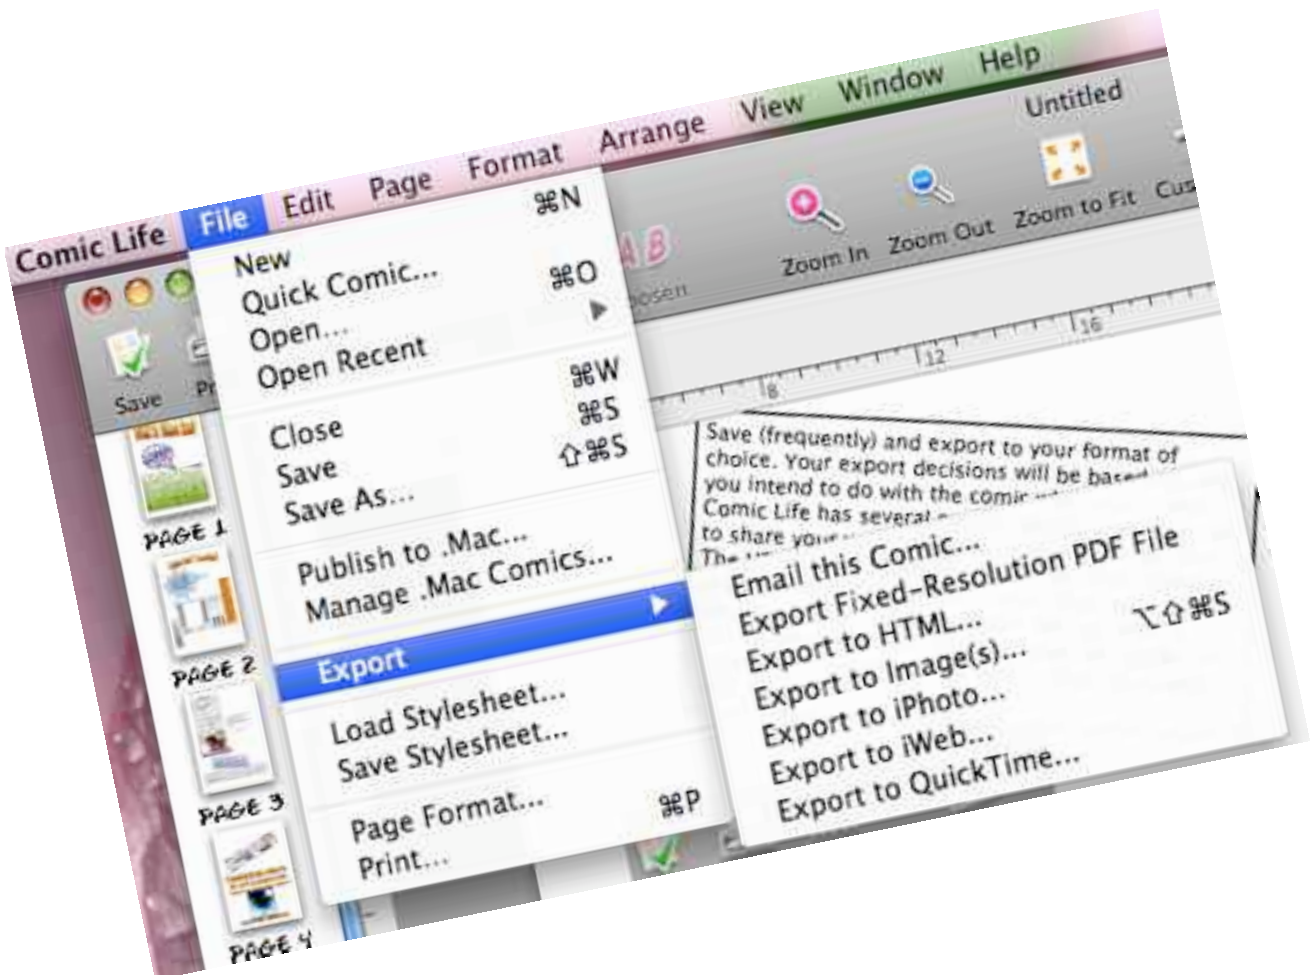 Comic Life File Edit Page Format Arrange View Window Help
Untitled
Save
Zoom In Zoom Out Zoom to Fit
New ⌘N
Quick Comic...
Open... ⌘O
Open Recent
Close ⌘W
Save ⌘S
Save As... ⇧⌘S
Publish to .Mac...
Manage .Mac Comics...
Export
Load Stylesheet...
Save Stylesheet...
Page Format...
Print... ⌘P
8 12 16
Save (frequently) and export to your format of
choice. Your export decisions will be based
you intend to do with the comic
Comic Life has several
to share your
The
Email this Comic...
Export Fixed-Resolution PDF File
Export to HTML... ⌥⇧⌘S
Export to Image(s)...
Export to iPhoto...
Export to iWeb...
Export to QuickTime...
PAGE 1
PAGE 2
PAGE 3
PAGE 4